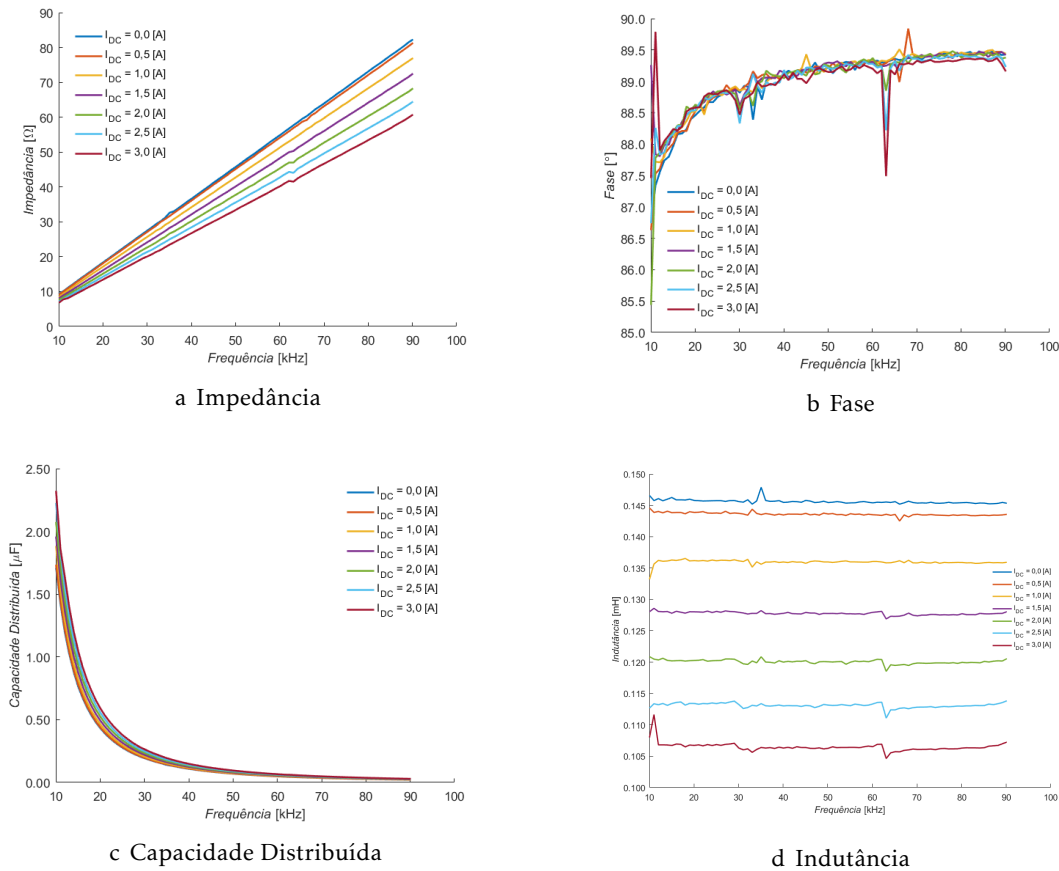 90
80
70
60
50
40
30
20
10
0
Impedância [Ω]
I_DC = 0,0 [A]
I_DC = 0,5 [A]
I_DC = 1,0 [A]
I_DC = 1,5 [A]
I_DC = 2,0 [A]
I_DC = 2,5 [A]
I_DC = 3,0 [A]
10 20 30 40 50 60 70 80 90 100
Frequência [kHz]
a Impedância
90.0
89.5
89.0
88.5
88.0
87.5
87.0
86.5
86.0
85.5
85.0
Fase [°]
I_DC = 0,0 [A]
I_DC = 0,5 [A]
I_DC = 1,0 [A]
I_DC = 1,5 [A]
I_DC = 2,0 [A]
I_DC = 2,5 [A]
I_DC = 3,0 [A]
10 20 30 40 50 60 70 80 90 100
Frequência [kHz]
b Fase
2.50
2.00
1.50
1.00
0.50
0.00
Capacidade Distribuída [µF]
I_DC = 0,0 [A]
I_DC = 0,5 [A]
I_DC = 1,0 [A]
I_DC = 1,5 [A]
I_DC = 2,0 [A]
I_DC = 2,5 [A]
I_DC = 3,0 [A]
10 20 30 40 50 60 70 80 90 100
Frequência [kHz]
c Capacidade Distribuída
0.150
0.145
0.140
0.135
0.130
0.125
0.120
0.115
0.110
0.105
0.100
Indutância [mH]
I_DC = 0,0 [A]
I_DC = 0,5 [A]
I_DC = 1,0 [A]
I_DC = 1,5 [A]
I_DC = 2,0 [A]
I_DC = 2,5 [A]
I_DC = 3,0 [A]
10 20 30 40 50 60 70 80 90 100
Frequência [kHz]
d Indutância